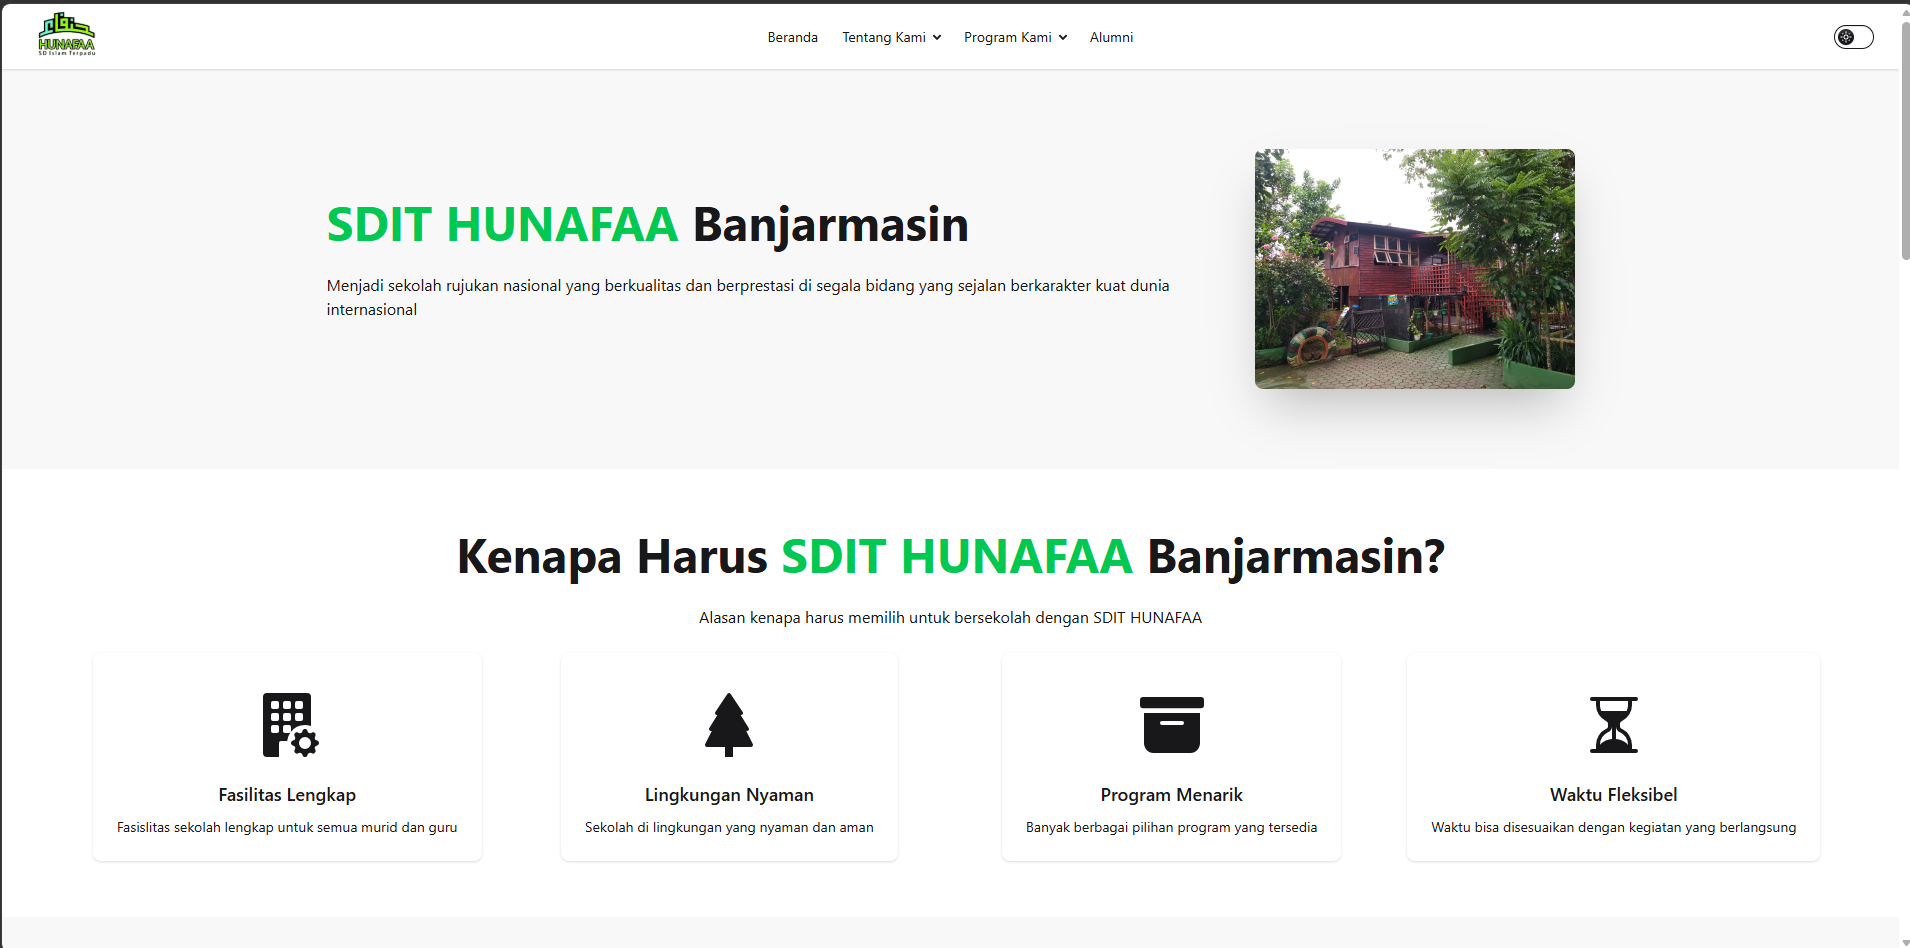 HUNAFAA
SD Islam Terpadu
Beranda Tentang Kami Program Kami Alumni
SDIT HUNAFAA Banjarmasin
Menjadi sekolah rujukan nasional yang berkualitas dan berprestasi di segala bidang yang sejalan berkarakter kuat dunia
internasional
Kenapa Harus SDIT HUNAFAA Banjarmasin?
Alasan kenapa harus memilih untuk bersekolah dengan SDIT HUNAFAA
Fasilitas Lengkap
Fasislitas sekolah lengkap untuk semua murid dan guru
Lingkungan Nyaman
Sekolah di lingkungan yang nyaman dan aman
Program Menarik
Banyak berbagai pilihan program yang tersedia
Waktu Fleksibel
Waktu bisa disesuaikan dengan kegiatan yang berlangsung